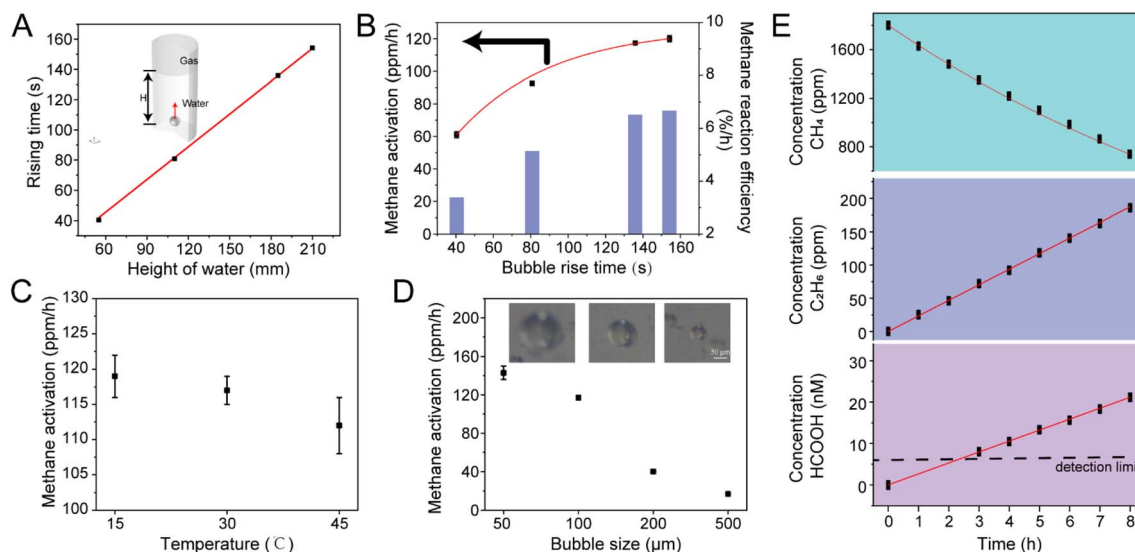 A
Rising time (s)
160
140
120
100
80
60
40
60
90
120
150
180
210
Height of water (mm)
Gas
H
Water
B
Methane activation (ppm/h)
120
100
80
60
40
20
0
40
60
80
100
120
140
160
Bubble rise time (s)
10
8
6
4
2
Methane reaction efficiency
(%/h)
C
Methane activation (ppm/h)
130
125
120
115
110
105
100
15
30
45
Temperature (℃)
D
Methane activation (ppm/h)
200
160
120
80
40
0
50
100
200
500
Bubble size (μm)
50 μm
E
Concentration
CH₄ (ppm)
1800
1200
800
Concentration
C₂H₆ (ppm)
200
150
100
50
0
Concentration
HCOOH (nM)
30
20
10
0
detection limi
0
1
2
3
4
5
6
7
8
Time (h)